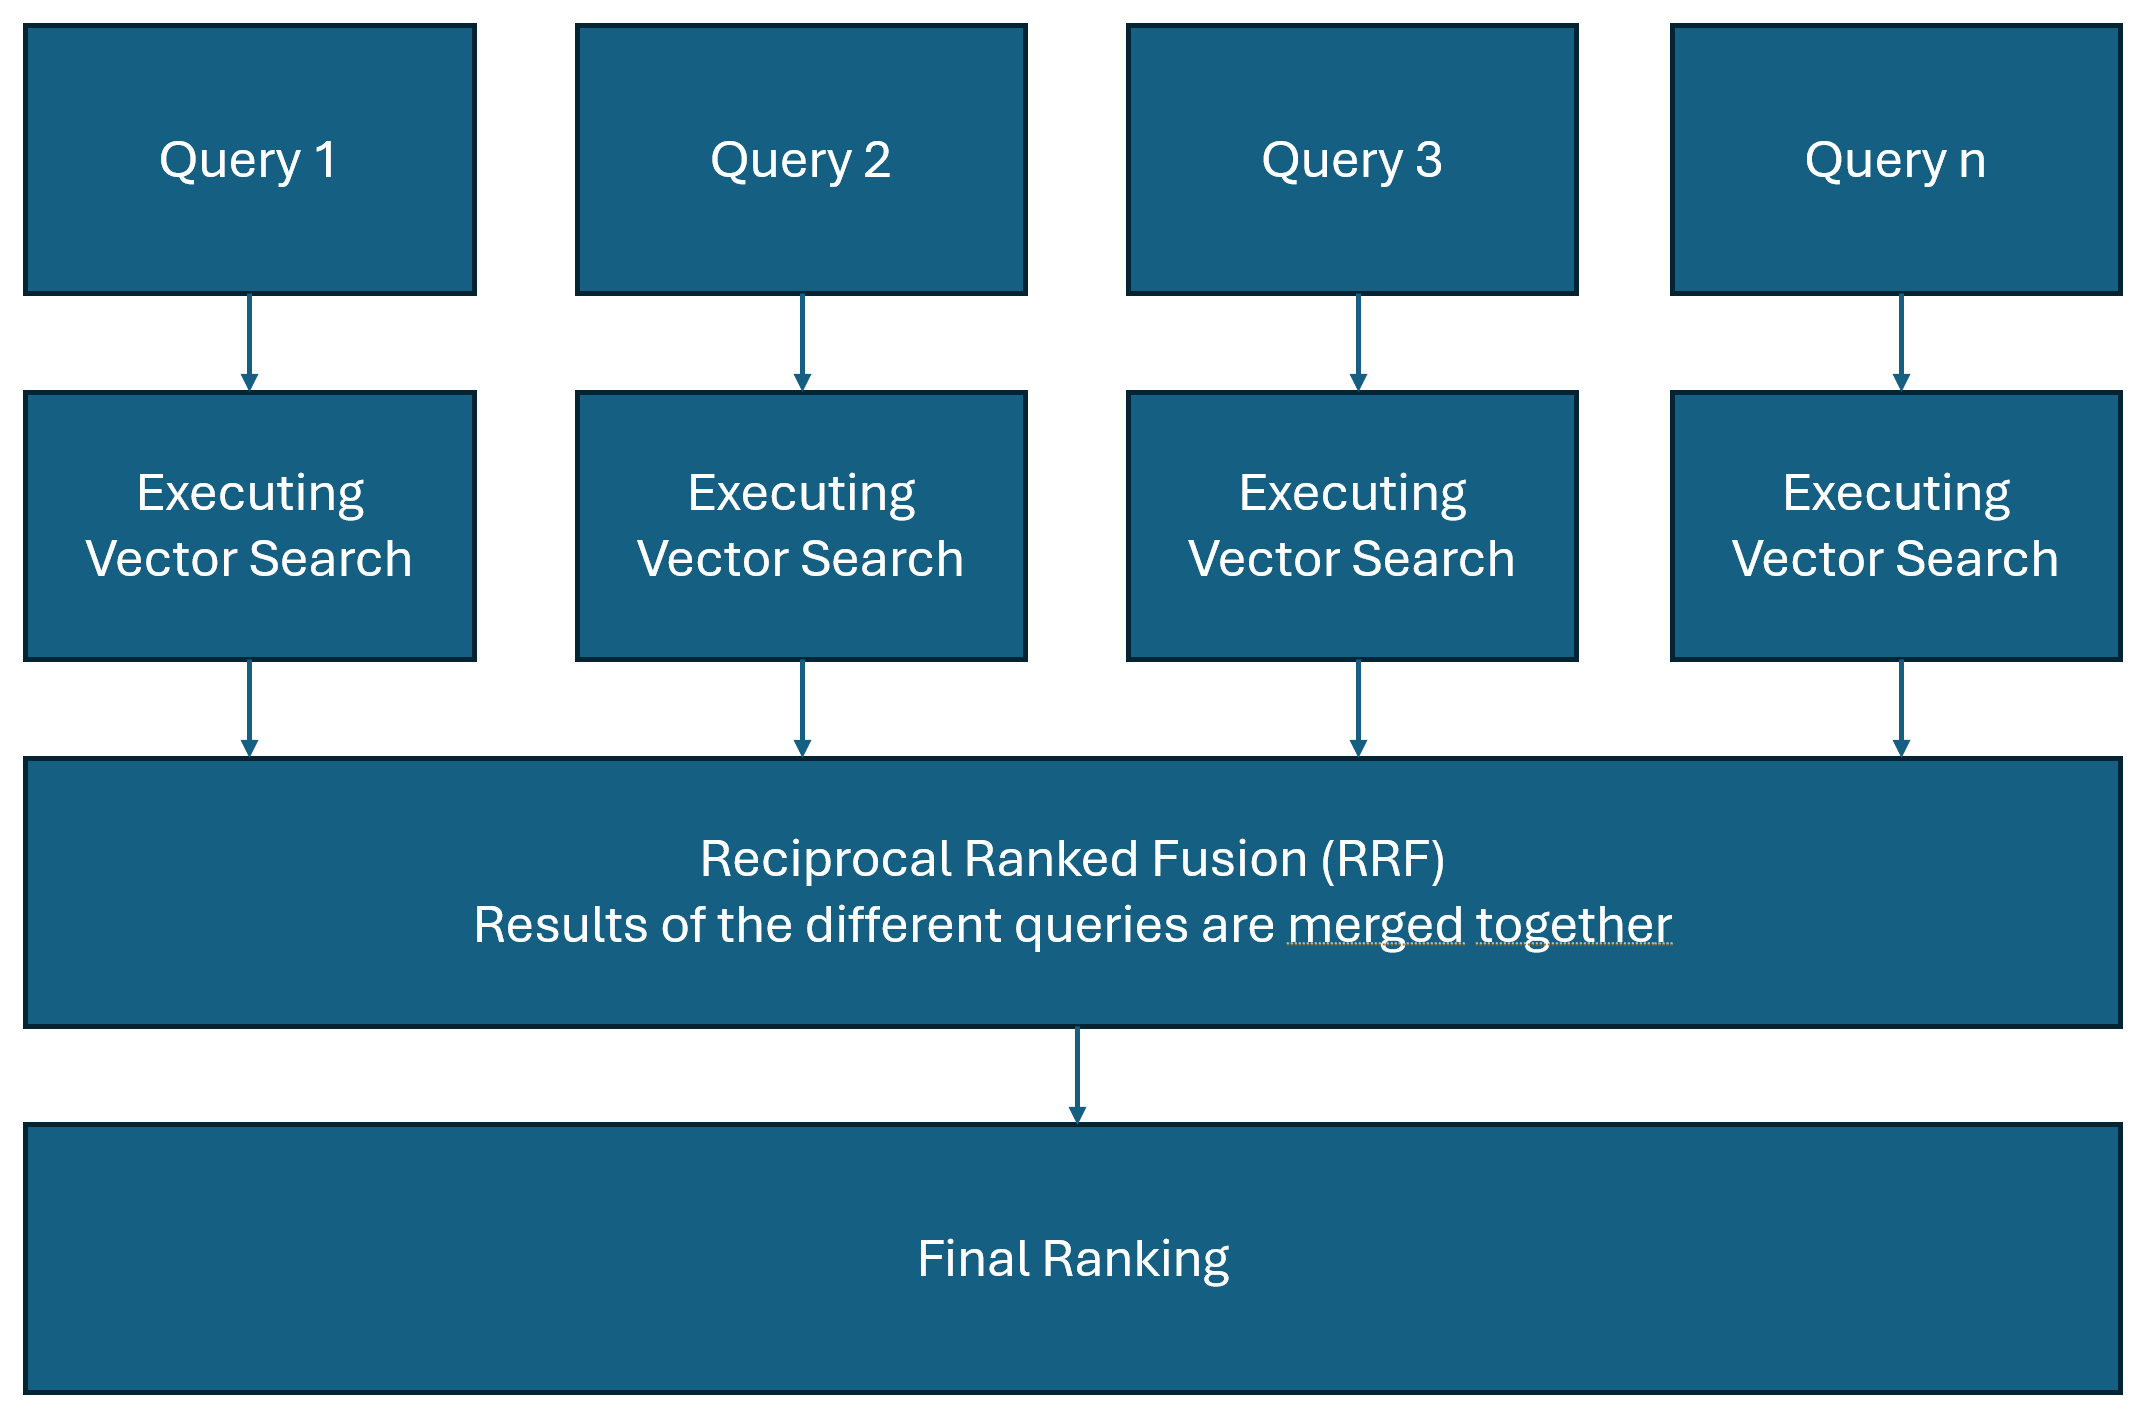 Query 1
Query 2
Query 3
Query n
Executing
Vector Search
Executing
Vector Search
Executing
Vector Search
Executing
Vector Search
Reciprocal Ranked Fusion (RRF)
Results of the different queries are merged together
Final Ranking